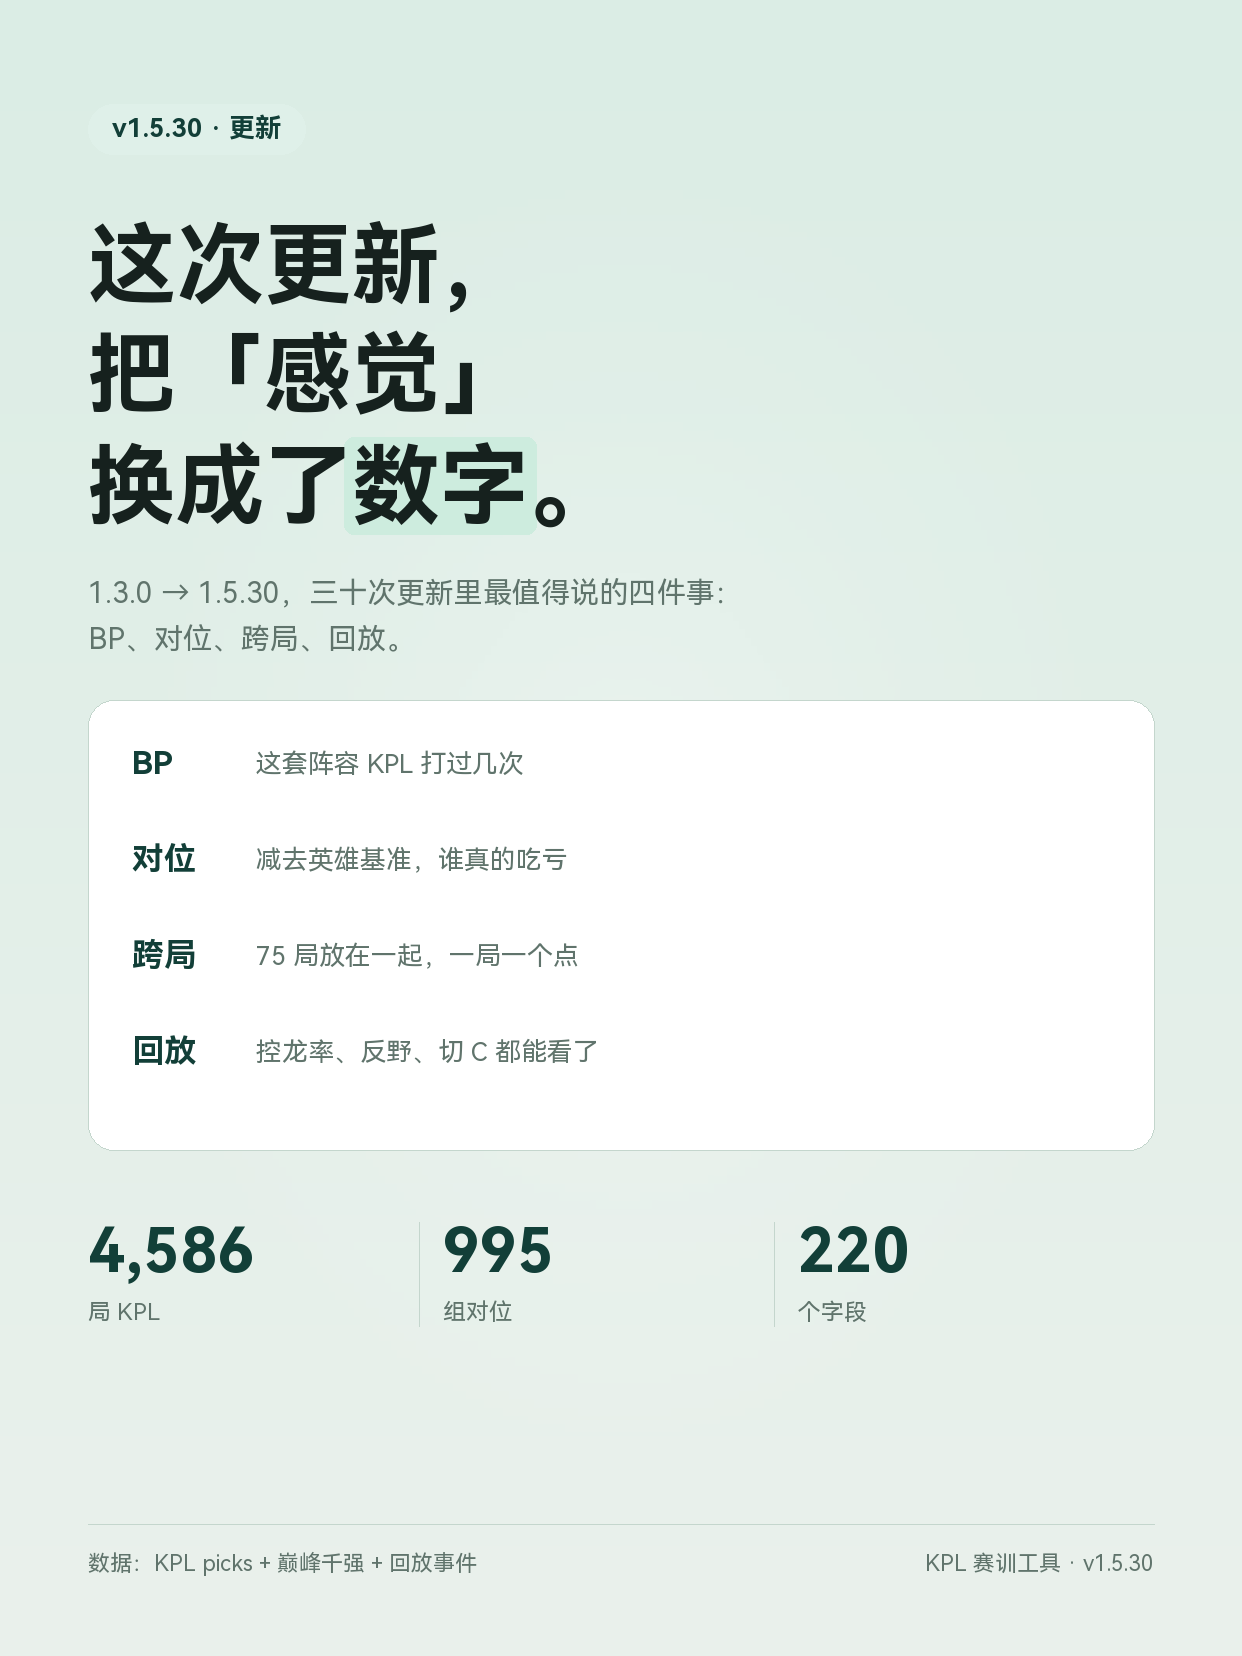 v1.5.30 · 更新
这次更新，
把「感觉」
换成了数字。
1.3.0 → 1.5.30，三十次更新里最值得说的四件事：
BP、对位、跨局、回放。
BP 这套阵容 KPL 打过几次
对位 减去英雄基准，谁真的吃亏
跨局 75 局放在一起，一局一个点
回放 控龙率、反野、切 C 都能看了
4,586 995 220
局 KPL 组对位 个字段
数据：KPL picks + 巅峰千强 + 回放事件 KPL 赛训工具 · v1.5.30